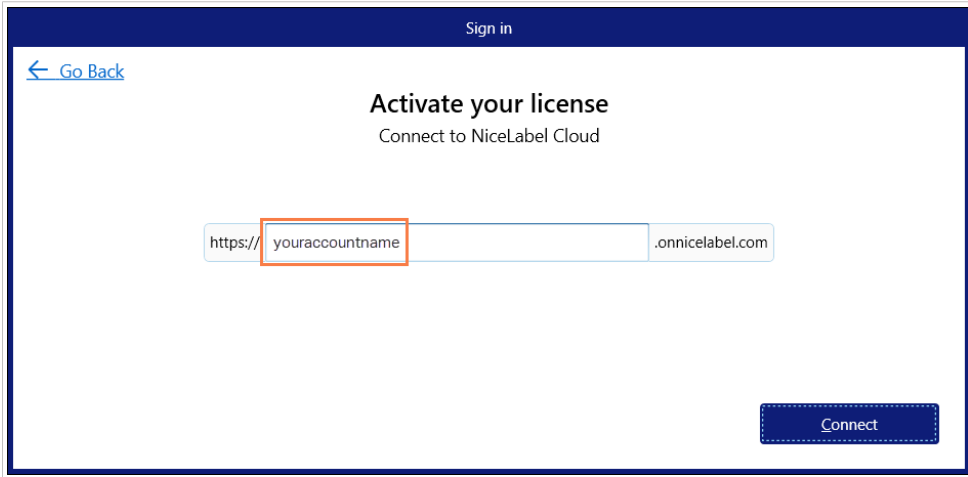 Sign in
← Go Back
Activate your license
Connect to NiceLabel Cloud
https:// youraccountname .onnicelabel.com
Connect